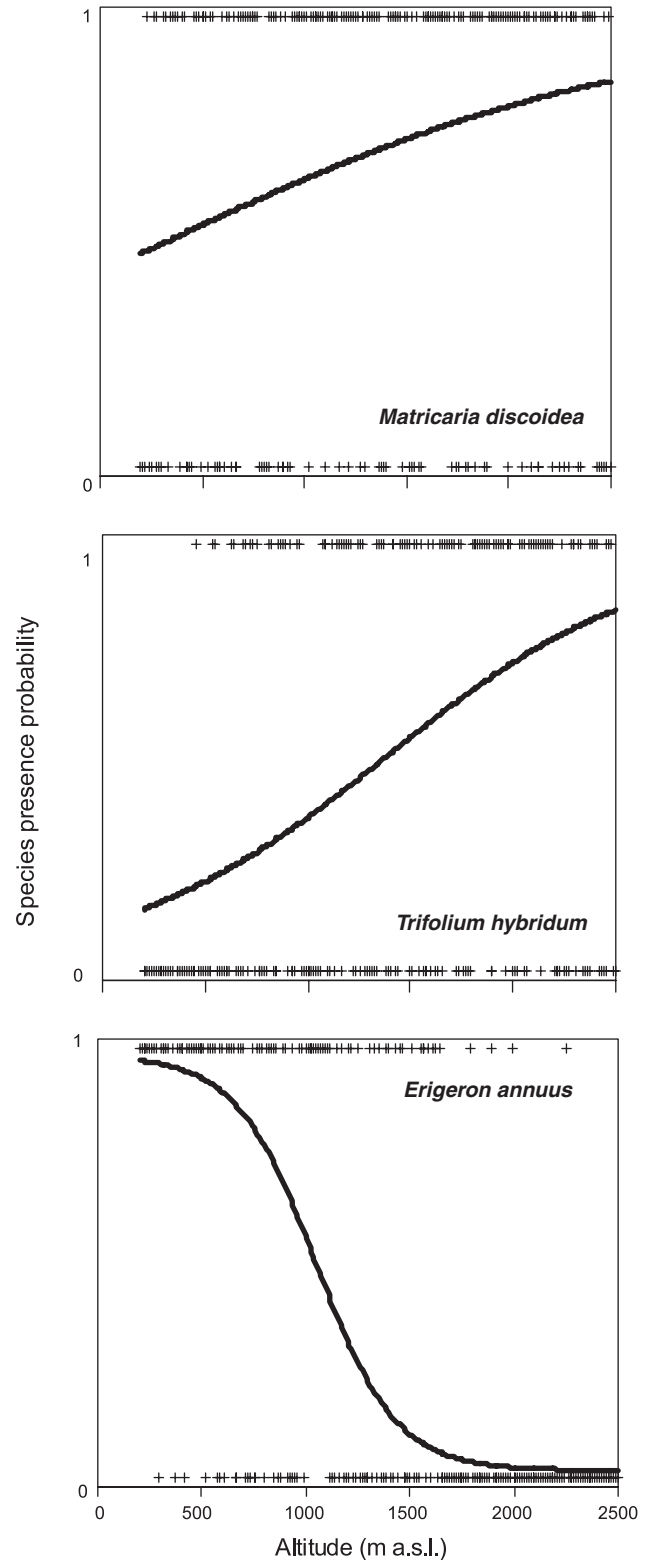 1
Matricaria discoidea
0
1
Species presence probability
Trifolium hybridum
0
1
Erigeron annuus
0
0 500 1000 1500 2000 2500
Altitude (m a.s.l.)